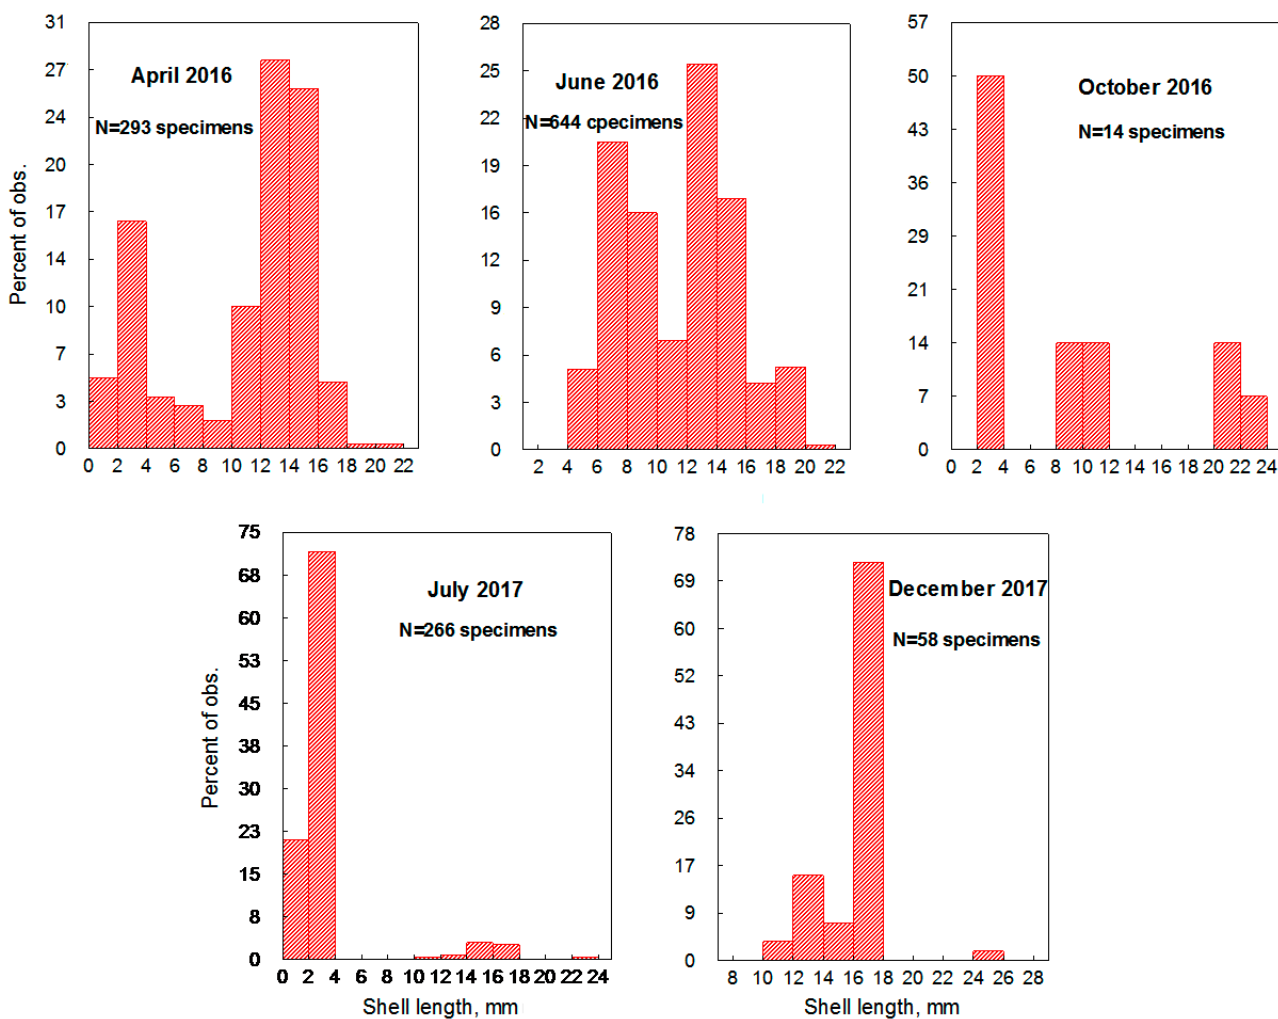 31
27
24
20
17
14
10
7
3
0
Percent of obs.
April 2016
N=293 specimens
0 2 4 6 8 10 12 14 16 18 20 22
28
25
22
19
16
12
9
6
3
0
June 2016
N=644 cpecimens
2 4 6 8 10 12 14 16 18 20 22
57
50
43
36
29
21
14
7
0
October 2016
N=14 specimens
0 2 4 6 8 10 12 14 16 18 20 22 24
75
68
60
53
45
38
30
23
15
8
0
Percent of obs.
July 2017
N=266 specimens
0 2 4 6 8 10 12 14 16 18 20 22 24
Shell length, mm
78
69
60
52
43
34
26
17
9
0
December 2017
N=58 specimens
8 10 12 14 16 18 20 22 24 26 28
Shell length, mm